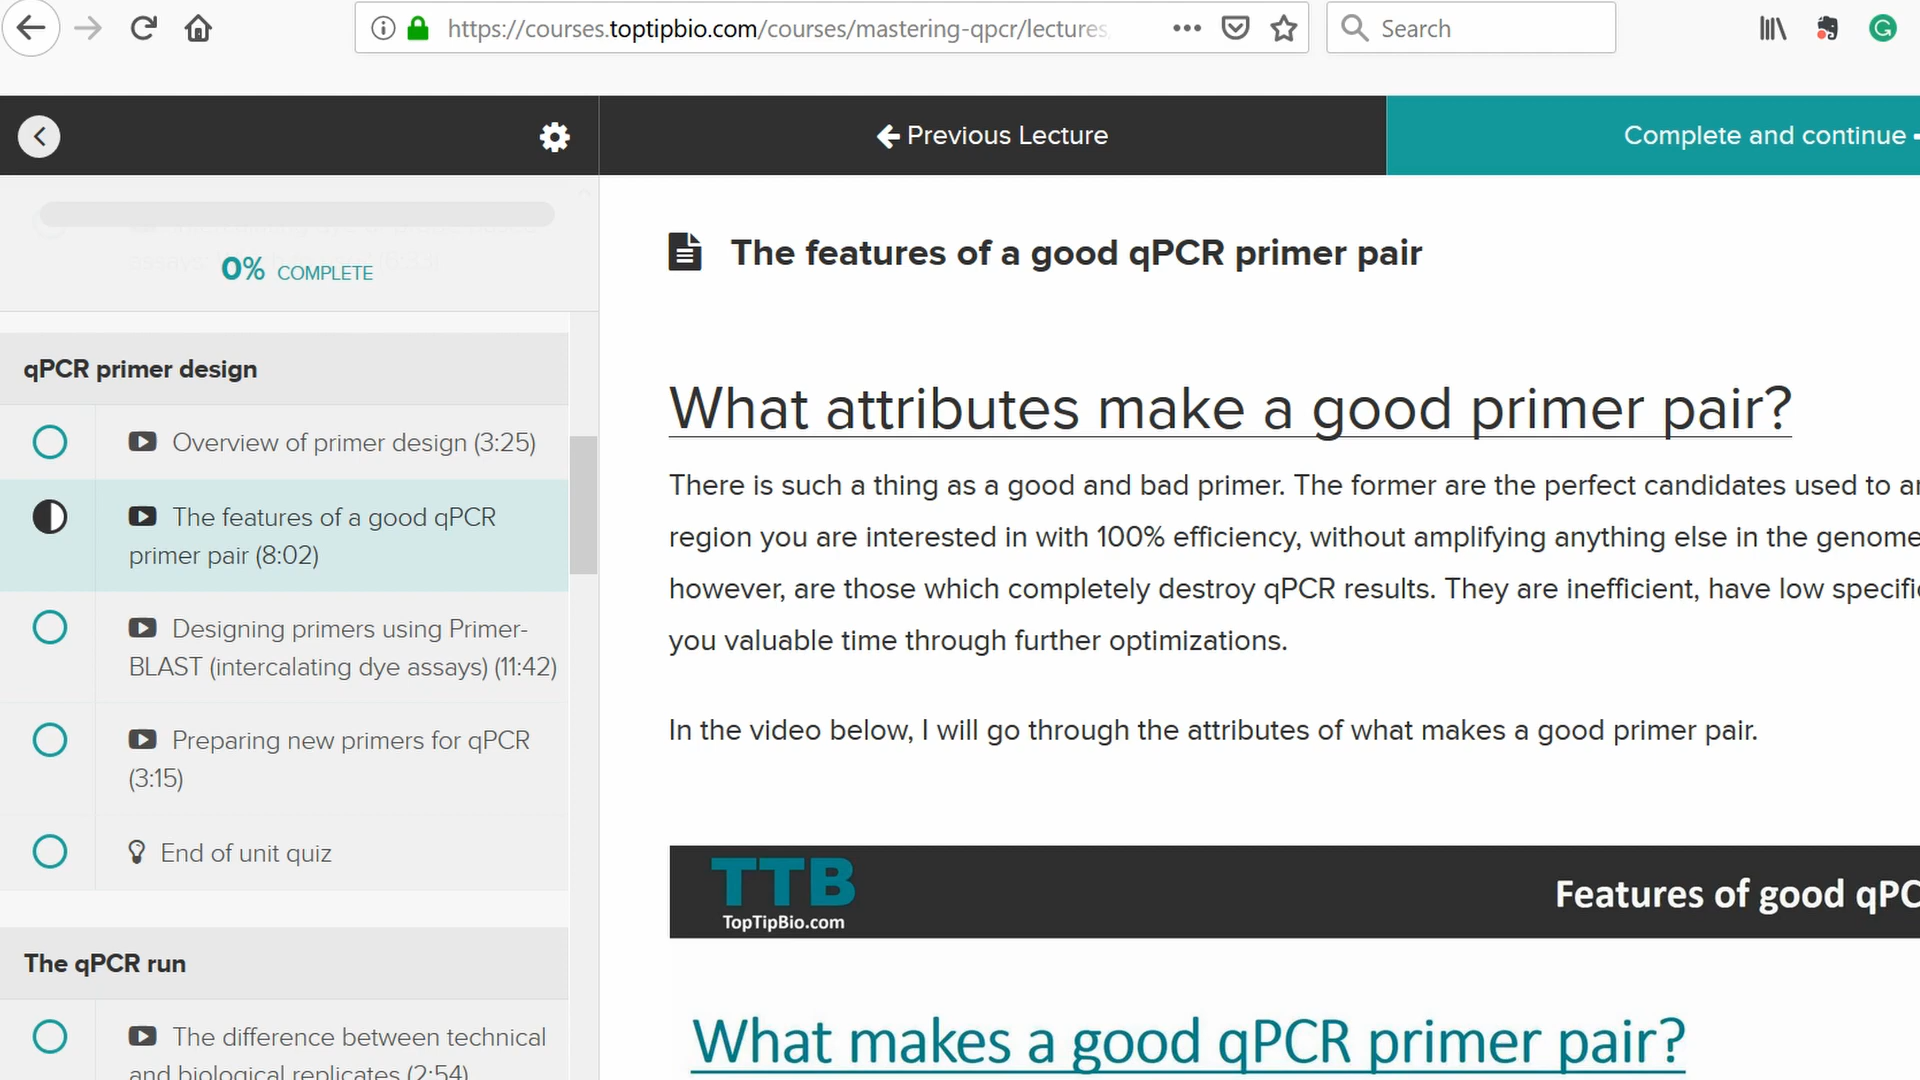 https://courses.toptipbio.com/courses/mastering-qpcr/lectures
Search
Previous Lecture
Complete and continue
0% COMPLETE
qPCR primer design
Overview of primer design (3:25)
The features of a good qPCR
primer pair (8:02)
Designing primers using Primer-
BLAST (intercalating dye assays) (11:42)
Preparing new primers for qPCR
(3:15)
End of unit quiz
The qPCR run
The difference between technical
and biological replicates (2:54)
The features of a good qPCR primer pair
What attributes make a good primer pair?
There is such a thing as a good and bad primer. The former are the perfect candidates used to
region you are interested in with 100% efficiency, without amplifying anything else in the genome
however, are those which completely destroy qPCR results. They are inefficient, have low
you valuable time through further optimizations.
In the video below, I will go through the attributes of what makes a good primer pair.
TTB
TopTipBio.com
Features of good qPC
What makes a good qPCR primer pair?